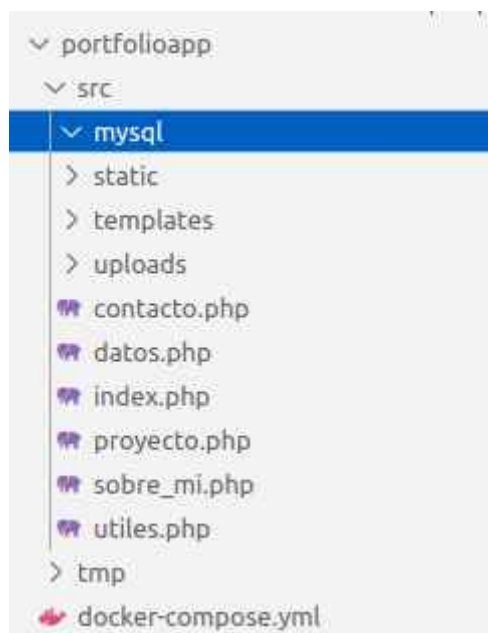 portfolioapp
src
mysql
static
templates
uploads
contacto.php
datos.php
index.php
proyecto.php
sobre_mi.php
utiles.php
tmp
docker-compose.yml